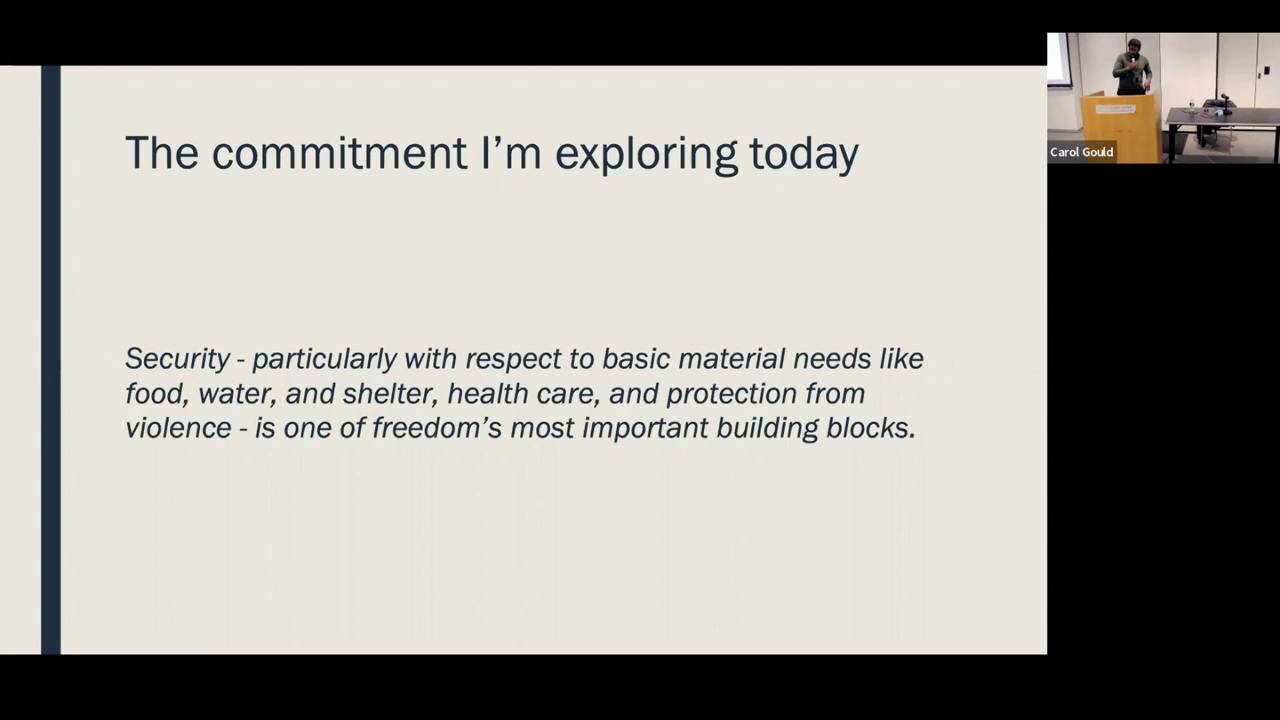 The commitment I'm exploring today
Security - particularly with respect to basic material needs like
food, water, and shelter, health care, and protection from
violence - is one of freedom's most important building blocks.
Carol Gould